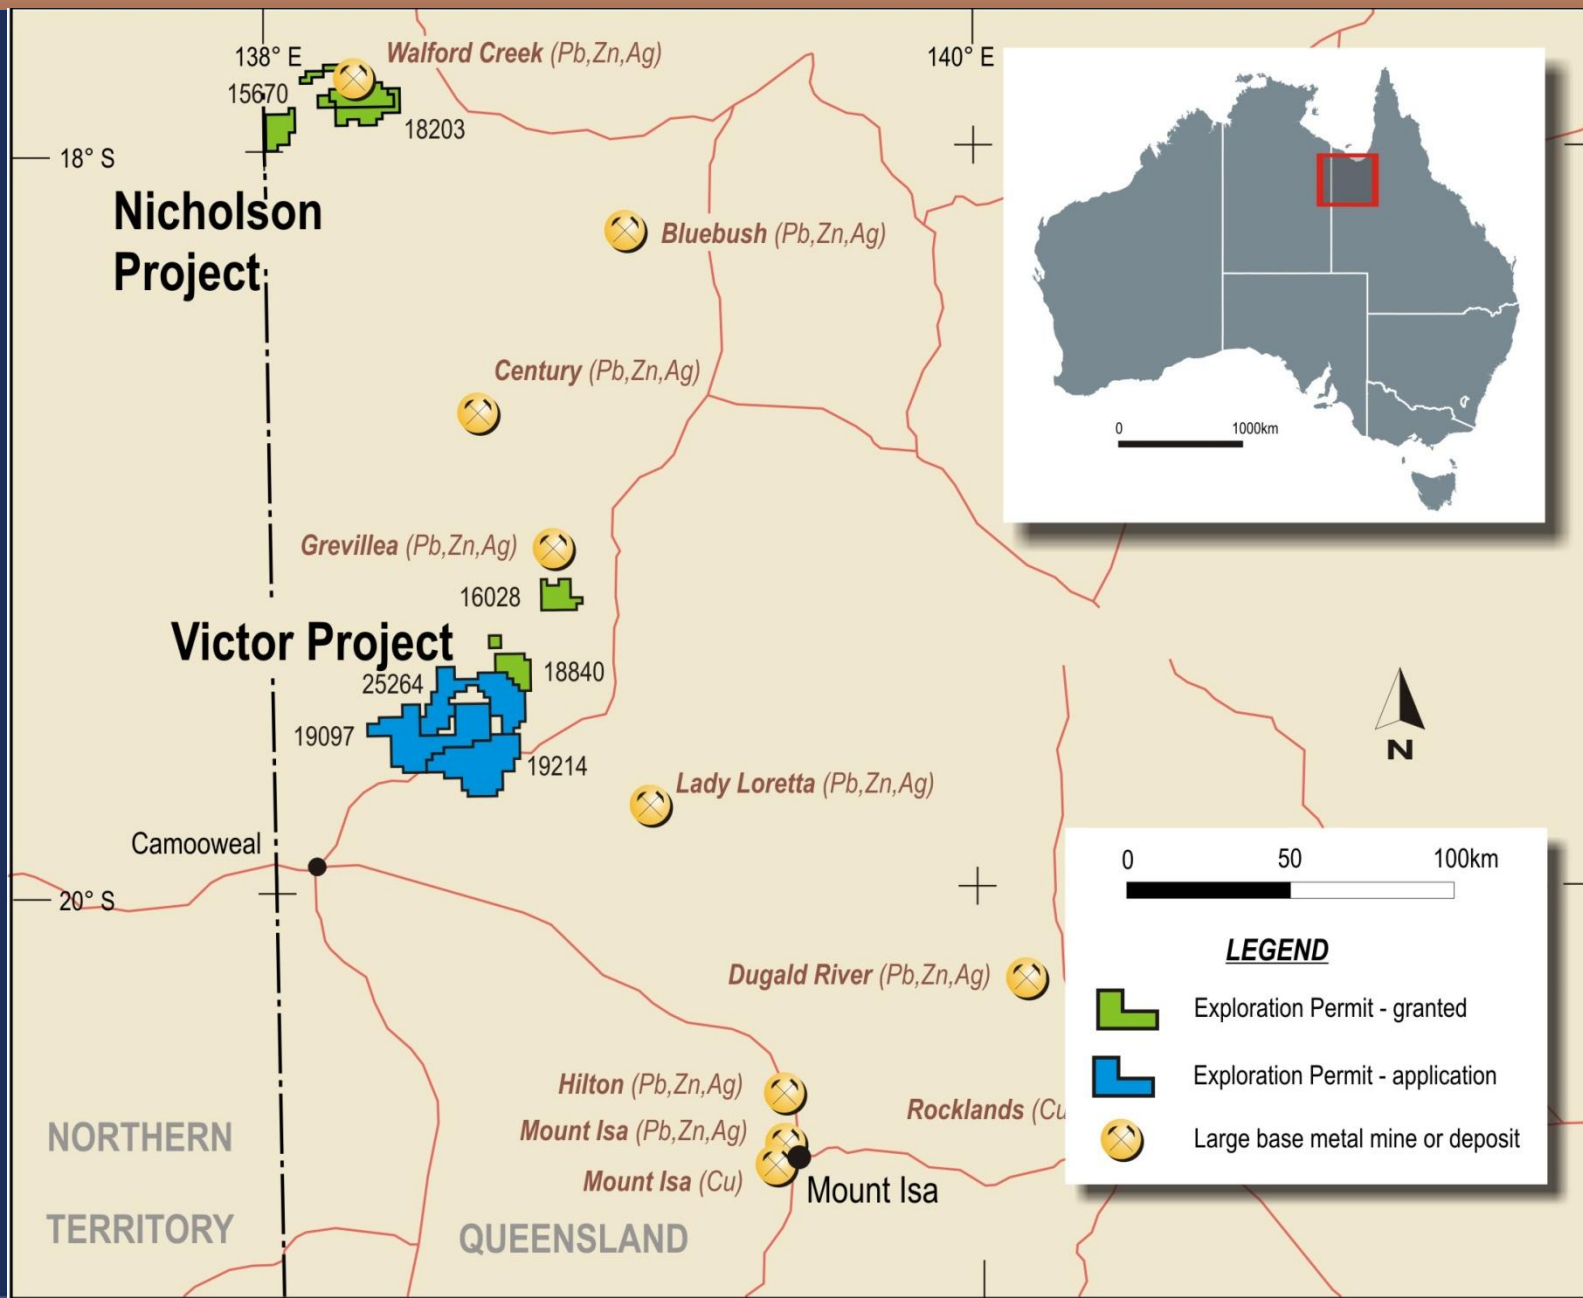 138° E
Walford Creek (Pb,Zn,Ag)
140° E
15670
18203
18° S
Nicholson
Project
Bluebush (Pb,Zn,Ag)
Century (Pb,Zn,Ag)
0 1000km
Grevillea (Pb,Zn,Ag)
16028
Victor Project
18840
25264
19097
19214
N
Lady Loretta (Pb,Zn,Ag)
Camooweal
20° S
0 50 100km
LEGEND
Exploration Permit - granted
Exploration Permit - application
Large base metal mine or deposit
Dugald River (Pb,Zn,Ag)
Hilton (Pb,Zn,Ag)
Rocklands (Cu
Mount Isa (Pb,Zn,Ag)
Mount Isa (Cu)
Mount Isa
NORTHERN
TERRITORY
QUEENSLAND